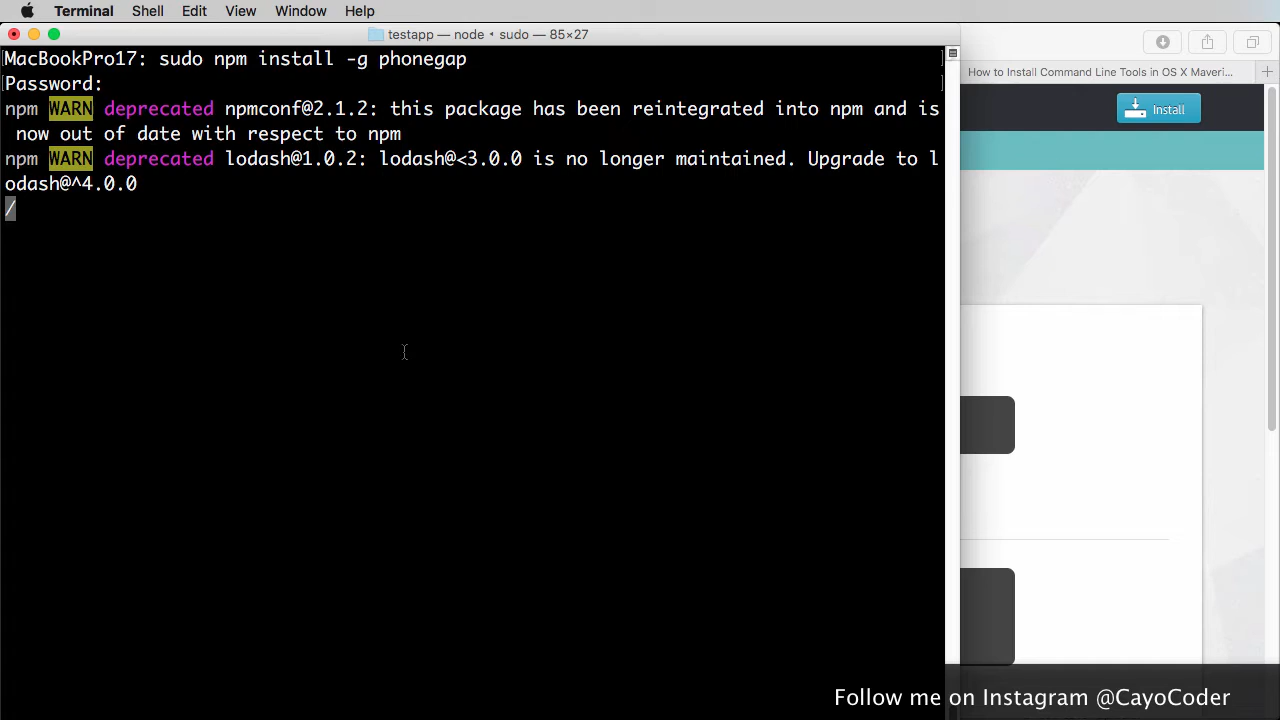 Terminal Shell Edit View Window Help
testapp — node • sudo — 85×27
MacBookPro17: sudo npm install -g phonegap
Password:
npm WARN deprecated npmconf@2.1.2: this package has been reintegrated into npm and is
now out of date with respect to npm
npm WARN deprecated lodash@1.0.2: lodash@<3.0.0 is no longer maintained. Upgrade to l
odash@^4.0.0
/
How to Install Command Line Tools in OS X Maveri...
Install
Follow me on Instagram @CayoCoder